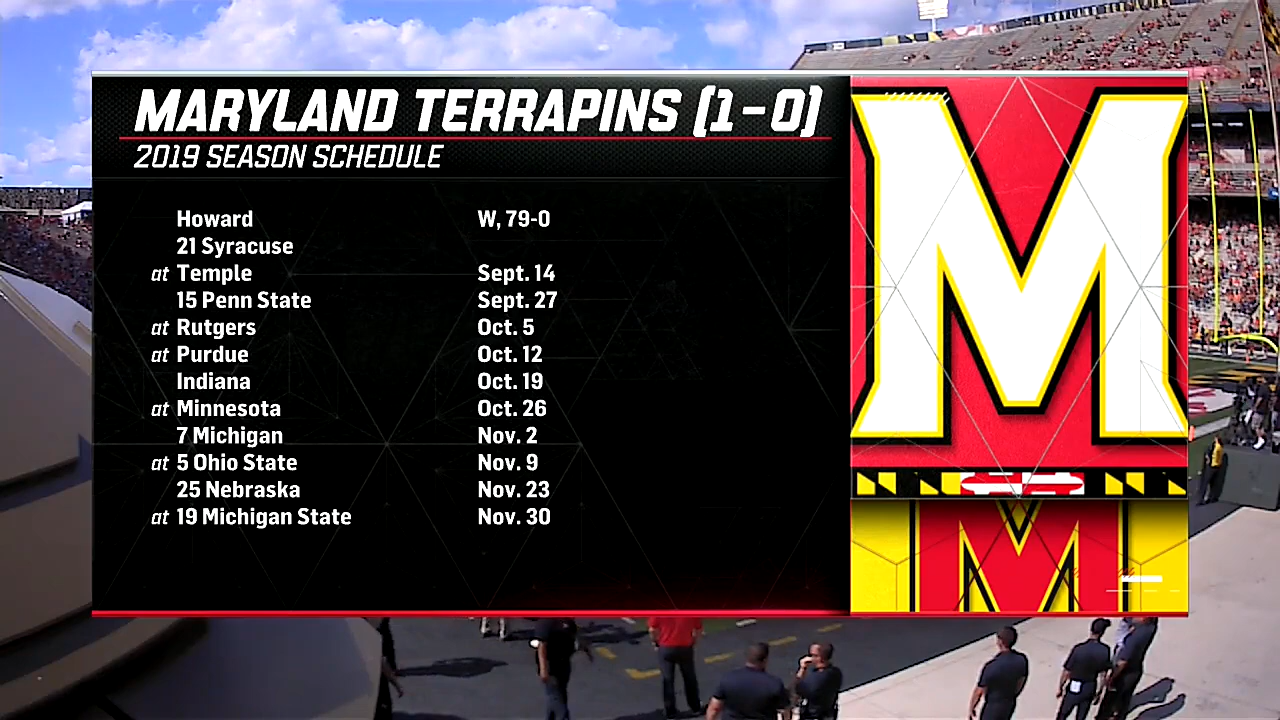 MARYLAND TERRAPINS (1-0)
2019 SEASON SCHEDULE
Howard W, 79-0
21 Syracuse
at Temple Sept. 14
15 Penn State Sept. 27
at Rutgers Oct. 5
at Purdue Oct. 12
Indiana Oct. 19
at Minnesota Oct. 26
7 Michigan Nov. 2
at 5 Ohio State Nov. 9
25 Nebraska Nov. 23
at 19 Michigan State Nov. 30
M
M